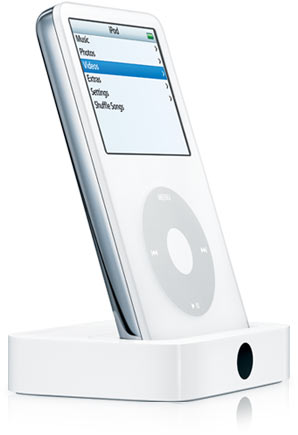 iPod
Music
Photos
Videos
Extras
Settings
Shuffle Songs
MENU